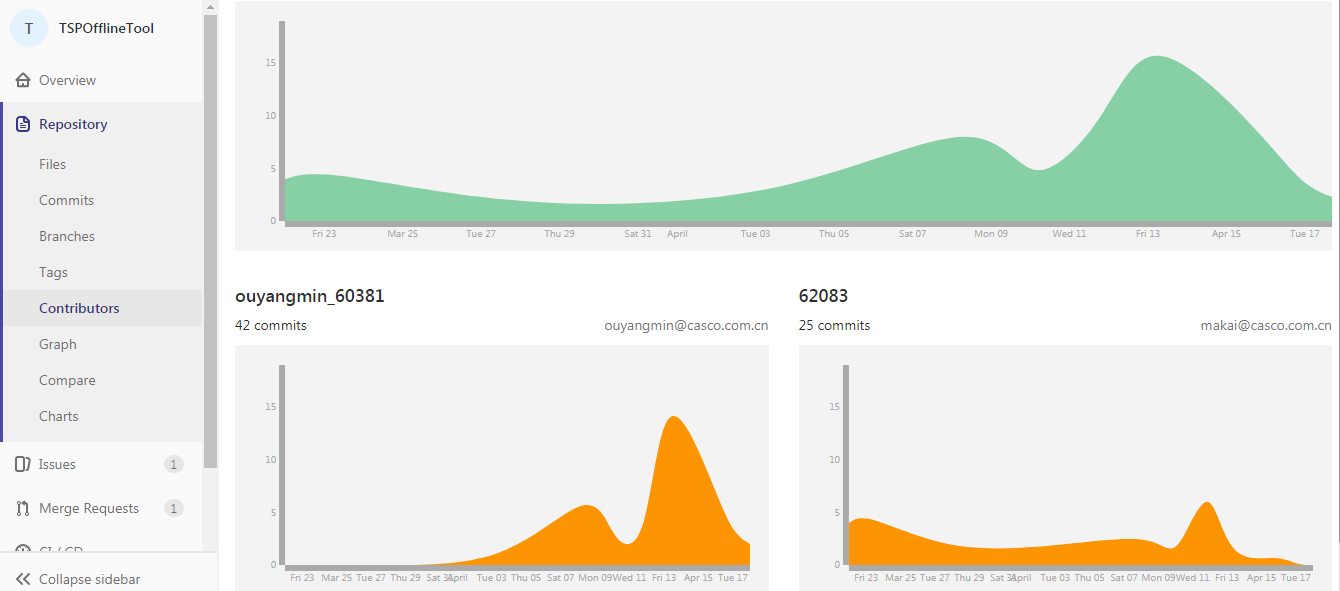 T TSPOfflineTool
Overview
Repository
Files
Commits
Branches
Tags
Contributors
Graph
Compare
Charts
Issues 1
Merge Requests 1
CI / CD
Collapse sidebar
15
10
5
0
Fri 23 Mar 25 Tue 27 Thu 29 Sat 31 April Tue 03 Thu 05 Sat 07 Mon 09 Wed 11 Fri 13 Apr 15 Tue 17
ouyangmin_60381
42 commits ouyangmin@casco.com.cn
15
10
5
0
Fri 23 Mar 25 Tue 27 Thu 29 Sat 31 April Tue 03 Thu 05 Sat 07 Mon 09 Wed 11 Fri 13 Apr 15 Tue 17
62083
25 commits makai@casco.com.cn
15
10
5
0
Fri 23 Mar 25 Tue 27 Thu 29 Sat 31 April Tue 03 Thu 05 Sat 07 Mon 09 Wed 11 Fri 13 Apr 15 Tue 17